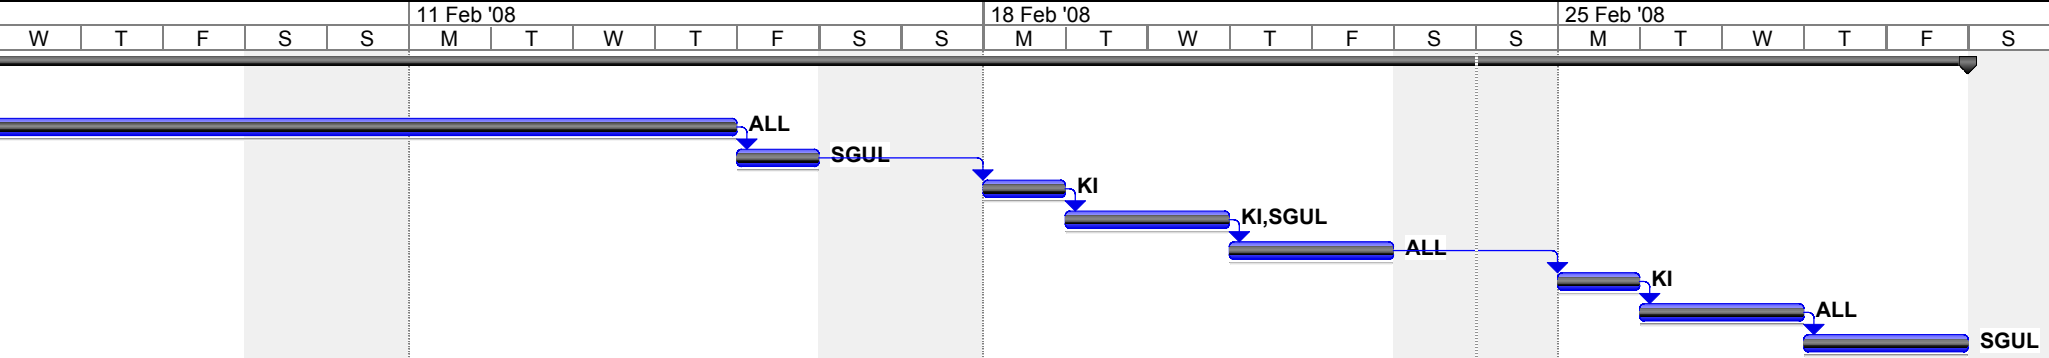 11 Feb '08 18 Feb '08 25 Feb '08
W T F S S M T W T F S S M T W T F S S M T W T F S
ALL
SGUL
KI
KI,SGUL
ALL
KI
ALL
SGUL